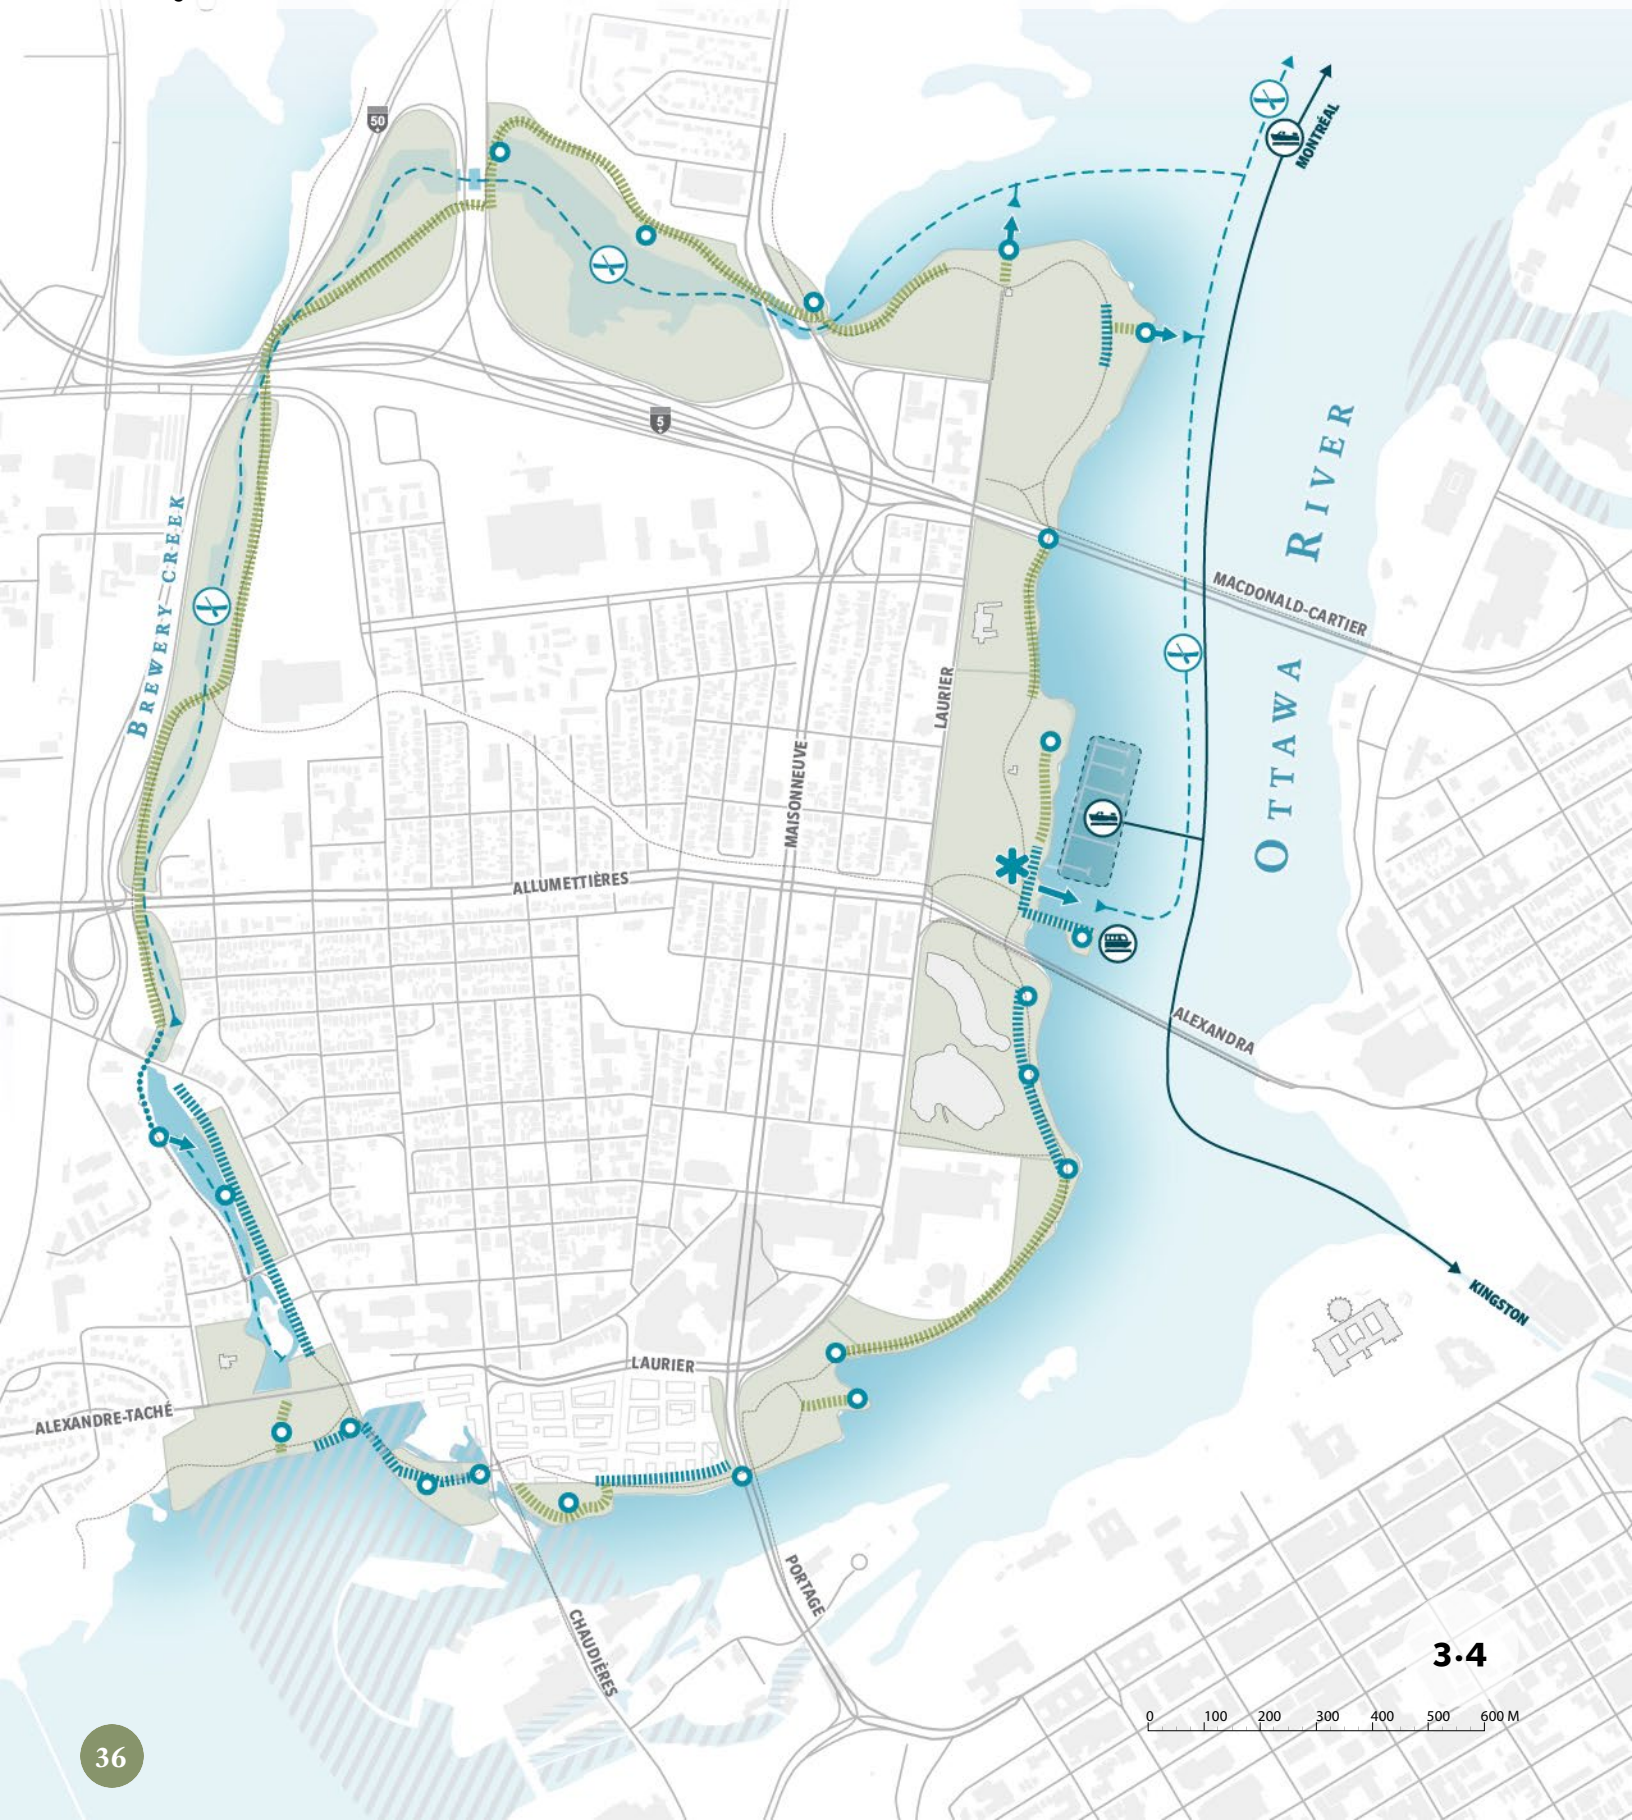 50
MONTRÉAL
5
BREWERY CREEK
OTTAWA RIVER
MACDONALD-CARTIER
LAURIER
MAISONNEUVE
ALLUMETTIÈRES
ALEXANDRA
KINGSTON
LAURIER
ALEXANDRE-TACHÉ
PORTAGE
CHAUDIÈRES
3·4
0 100 200 300 400 500 600 M
36